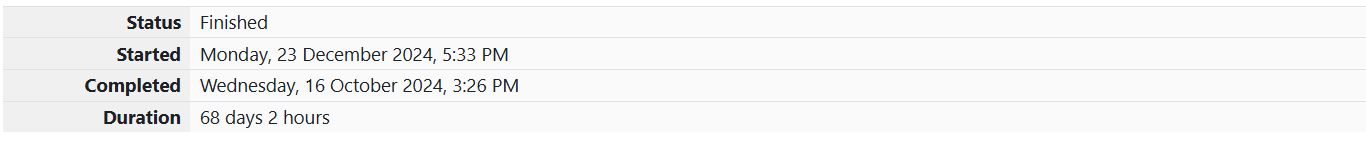 Status Finished
Started Monday, 23 December 2024, 5:33 PM
Completed Wednesday, 16 October 2024, 3:26 PM
Duration 68 days 2 hours